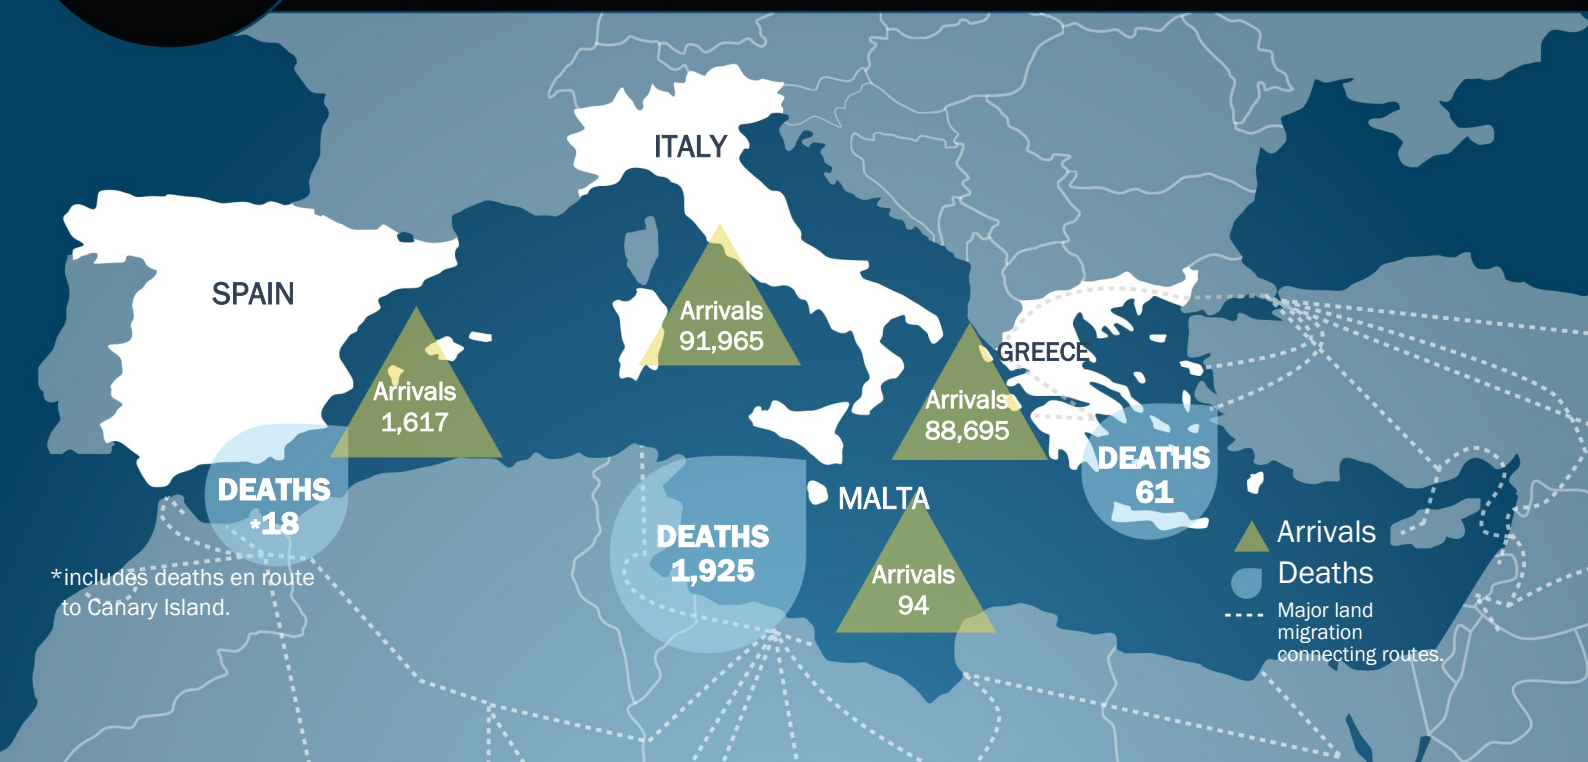 ITALY
SPAIN
Arrivals
91,965
GREECE
Arrivals
1,617
Arrivals
88,695
DEATHS
*18
DEATHS
61
MALTA
DEATHS
1,925
Arrivals
94
*includes deaths en route
to Canary Island.
Arrivals
Deaths
Major land
migration
connecting routes.